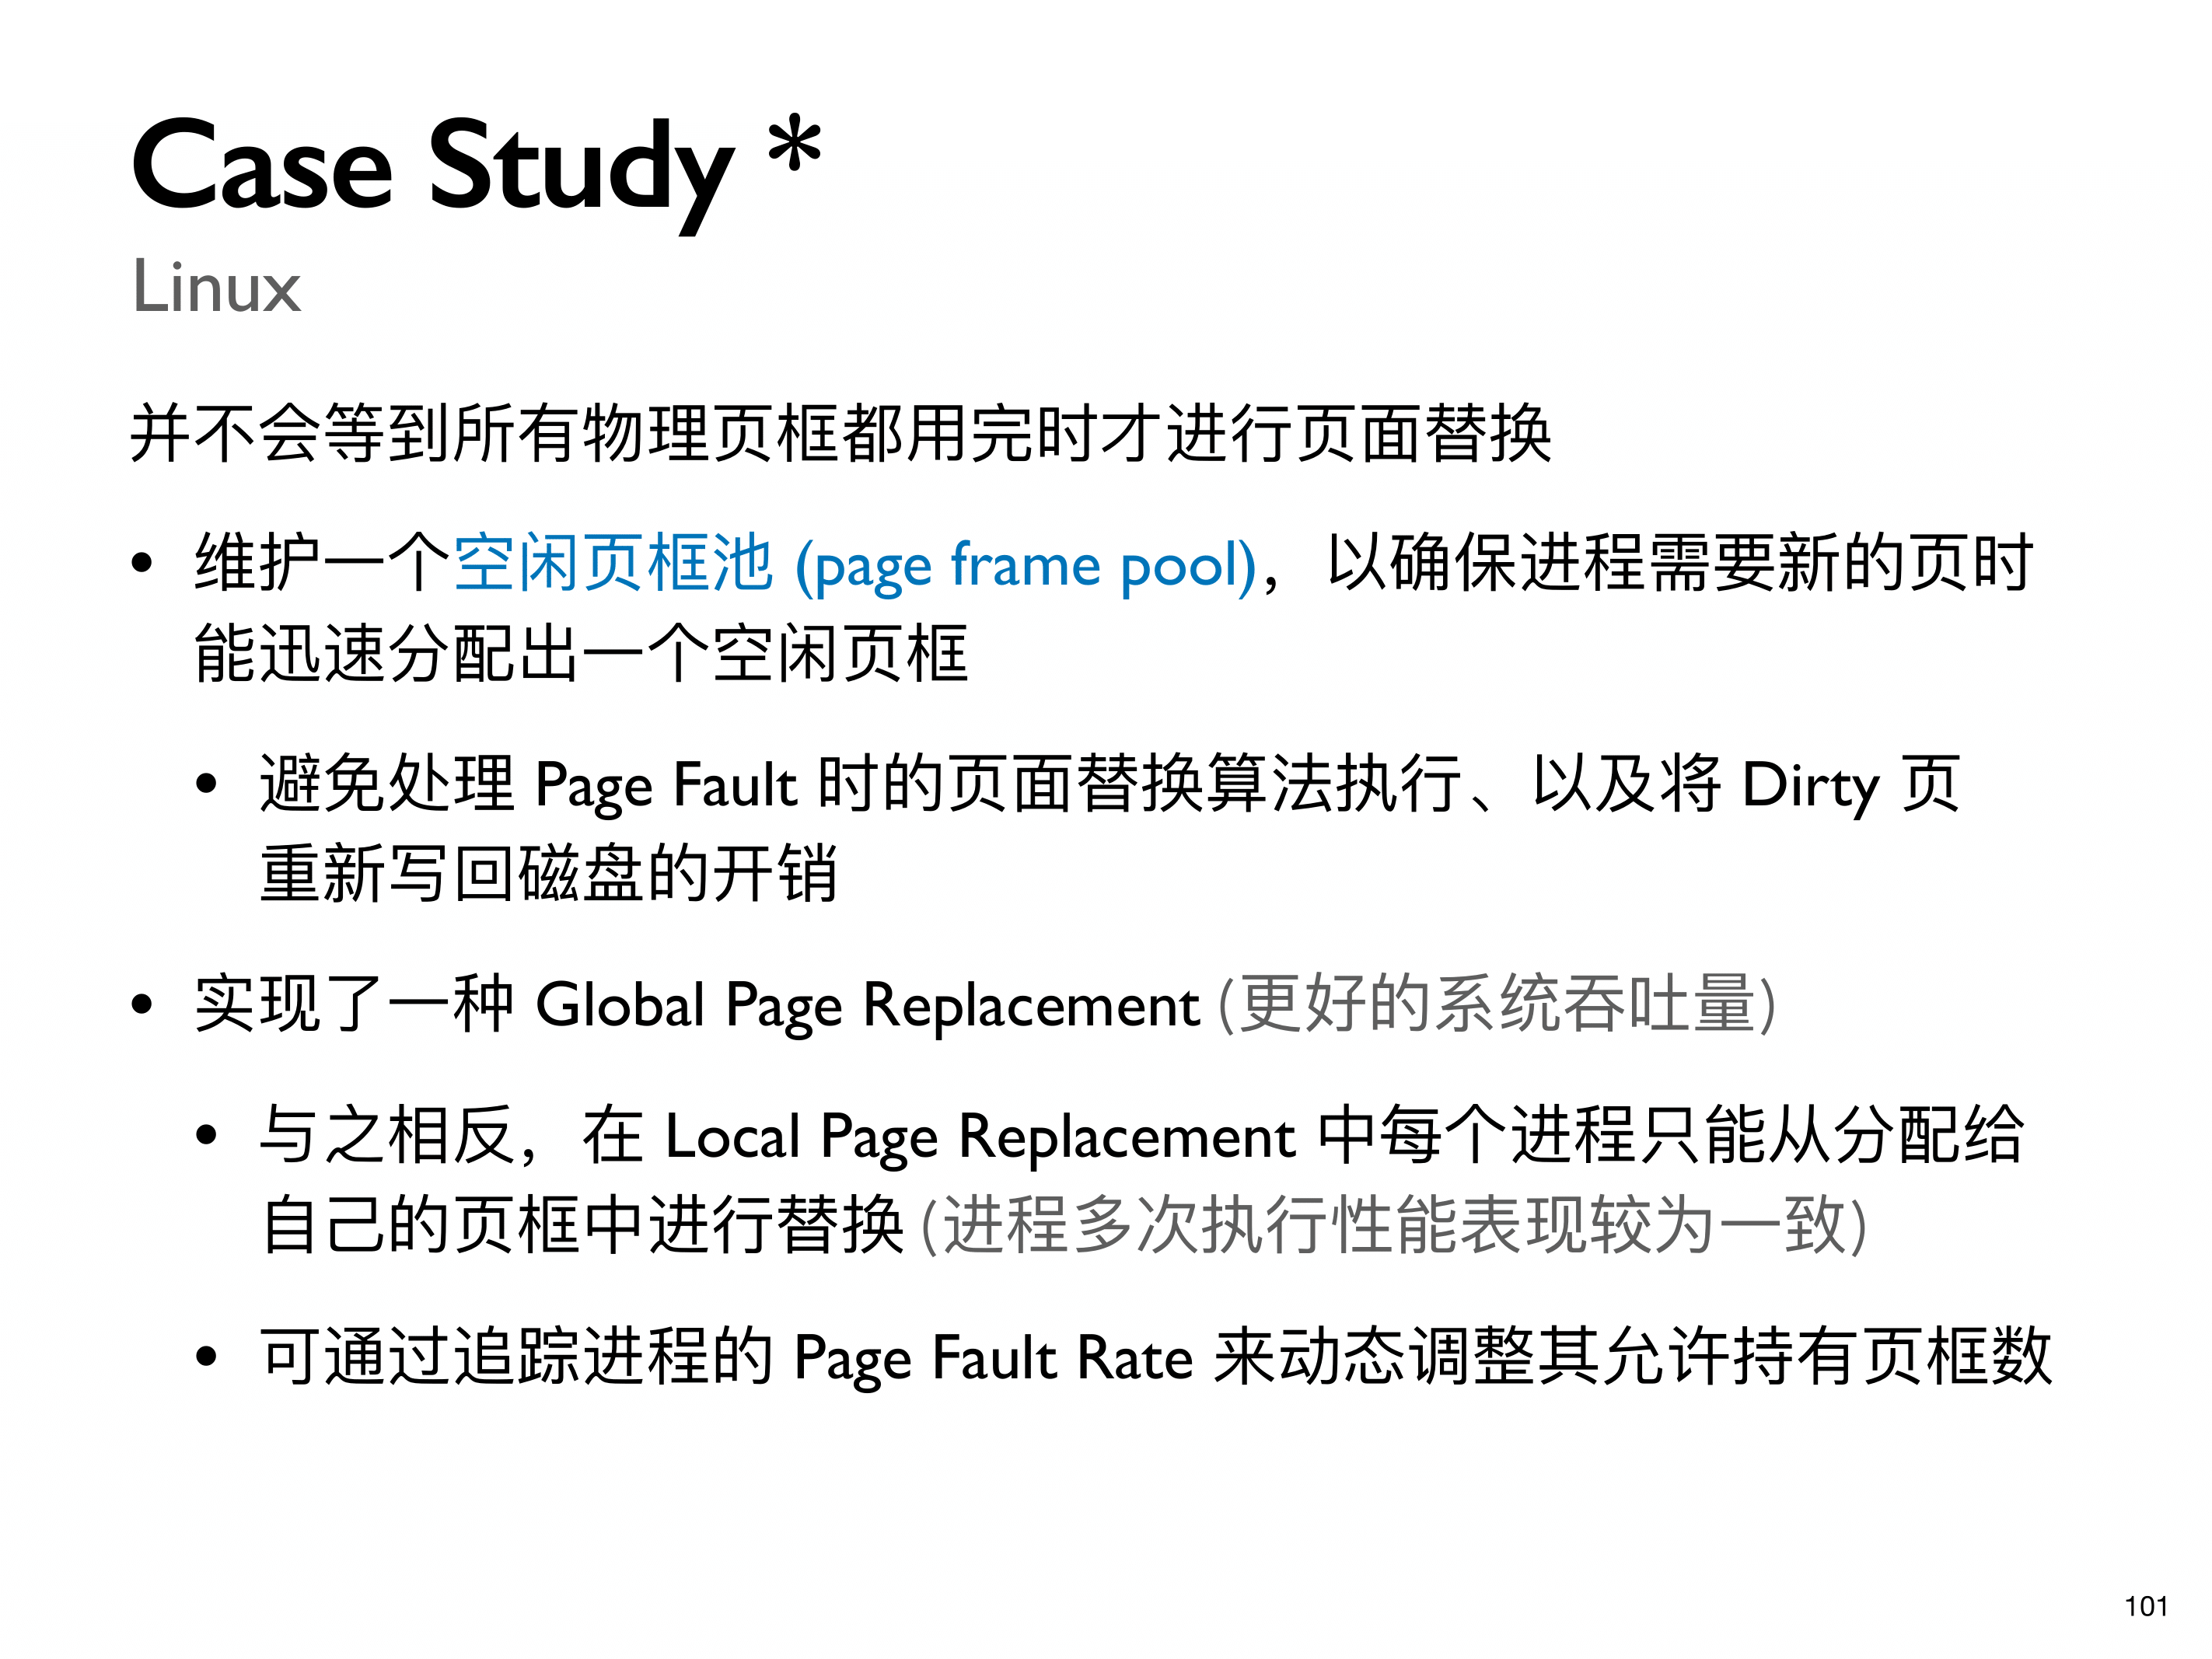 Case Study *
Linux
并不会等到所有物理页框都用完时才进行页面替换
• 维护一个空闲页框池 (page frame pool)，以确保进程需要新的页时
能迅速分配出一个空闲页框
• 避免处理 Page Fault 时的页面替换算法执行、以及将 Dirty 页
重新写回磁盘的开销
• 实现了一种 Global Page Replacement (更好的系统吞吐量)
• 与之相反，在 Local Page Replacement 中每个进程只能从分配给
自己的页框中进行替换 (进程多次执行性能表现较为一致)
• 可通过追踪进程的 Page Fault Rate 来动态调整其允许持有页框数
101